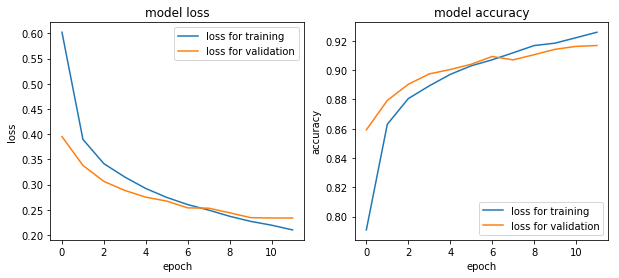 model loss
loss for training
loss for validation
0.60
0.55
0.50
0.45
0.40
0.35
0.30
0.25
0.20
loss
0 2 4 6 8 10
epoch
model accuracy
0.92
0.90
0.88
0.86
0.84
0.82
0.80
accuracy
loss for training
loss for validation
0 2 4 6 8 10
epoch